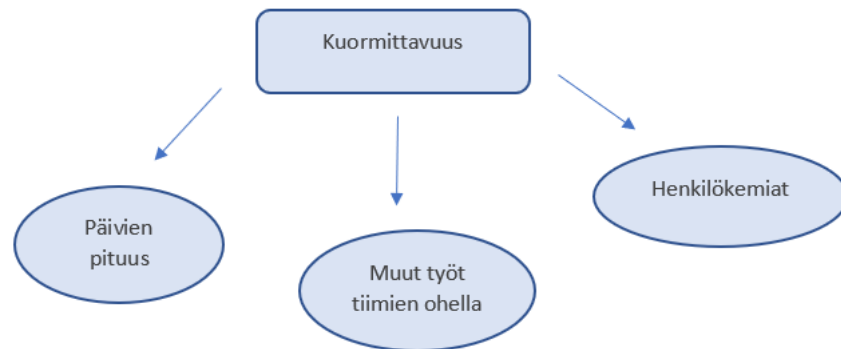 Kuormittavuus
Päivien
pituus
Muut työt
tiimien ohella
Henkilökemiat